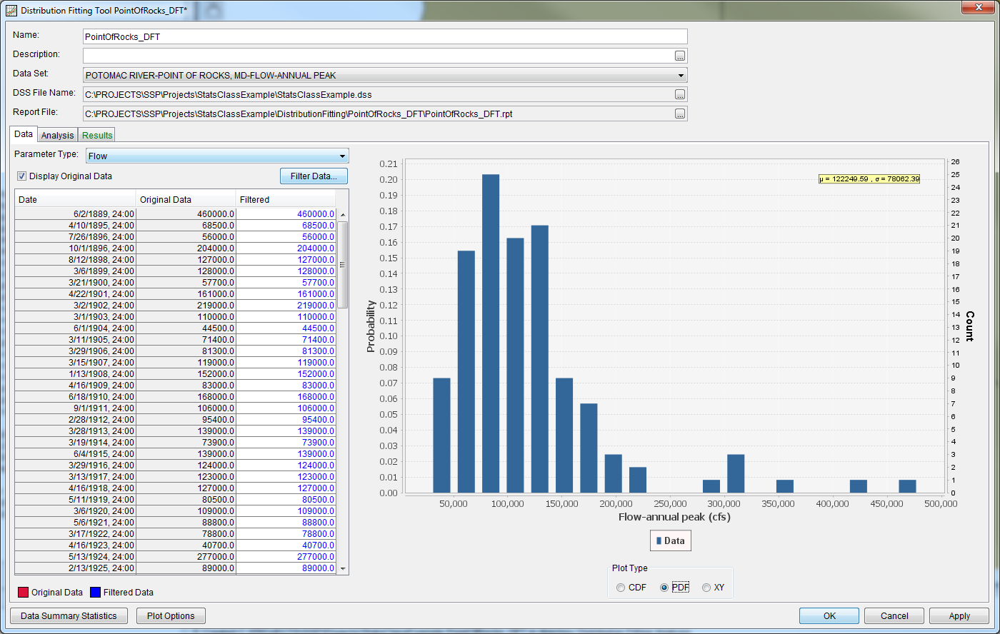 Distribution Fitting Tool PointOfRocks_DFT*
Name: PointOfRocks_DFT
Description: ...
Data Set: POTOMAC RIVER-POINT OF ROCKS, MD-FLOW-ANNUAL PEAK
DSS File Name: C:\PROJECTS\SSP\Projects\StatsClassExample\StatsClassExample.dss ...
Report File: C:\PROJECTS\SSP\Projects\StatsClassExample\DistributionFitting\PointOfRocks_DFT\PointOfRocks_DFT.rpt ...
Data Analysis Results
Parameter Type: Flow
Display Original Data Filter Data...
Date Original Data Filtered
6/2/1889, 24:00 460000.0 460000.0
4/10/1895, 24:00 68500.0 68500.0
7/26/1896, 24:00 56000.0 56000.0
10/1/1896, 24:00 204000.0 204000.0
8/12/1898, 24:00 127000.0 127000.0
3/6/1899, 24:00 128000.0 128000.0
3/21/1900, 24:00 57700.0 57700.0
4/22/1901, 24:00 161000.0 161000.0
3/2/1902, 24:00 219000.0 219000.0
3/1/1903, 24:00 110000.0 110000.0
6/1/1904, 24:00 44500.0 44500.0
3/11/1905, 24:00 71400.0 71400.0
3/29/1906, 24:00 81300.0 81300.0
3/15/1907, 24:00 119000.0 119000.0
1/13/1908, 24:00 152000.0 152000.0
4/16/1909, 24:00 83000.0 83000.0
6/18/1910, 24:00 168000.0 168000.0
9/1/1911, 24:00 106000.0 106000.0
2/28/1912, 24:00 95400.0 95400.0
3/28/1913, 24:00 139000.0 139000.0
3/19/1914, 24:00 73900.0 73900.0
6/4/1915, 24:00 139000.0 139000.0
3/29/1916, 24:00 124000.0 124000.0
3/13/1917, 24:00 123000.0 123000.0
4/16/1918, 24:00 127000.0 127000.0
5/11/1919, 24:00 80500.0 80500.0
3/6/1920, 24:00 109000.0 109000.0
5/6/1921, 24:00 88800.0 88800.0
3/17/1922, 24:00 78800.0 78800.0
4/16/1923, 24:00 40700.0 40700.0
5/13/1924, 24:00 277000.0 277000.0
2/13/1925, 24:00 89000.0 89000.0
Original Data Filtered Data
Probability
0.21
0.20
0.19
0.18
0.17
0.16
0.15
0.14
0.13
0.12
0.11
0.10
0.09
0.08
0.07
0.06
0.05
0.04
0.03
0.02
0.01
0.00
μ = 122249.59 , σ = 78062.39
26
25
24
23
22
21
20
19
18
17
16
15
14
13
12
11
10
9
8
7
6
5
4
3
2
1
0
Count
50,000 100,000 150,000 200,000 250,000 300,000 350,000 400,000 450,000 500,000
Flow-annual peak (cfs)
Data
Plot Type
CDF PDF XY
Data Summary Statistics Plot Options OK Cancel Apply